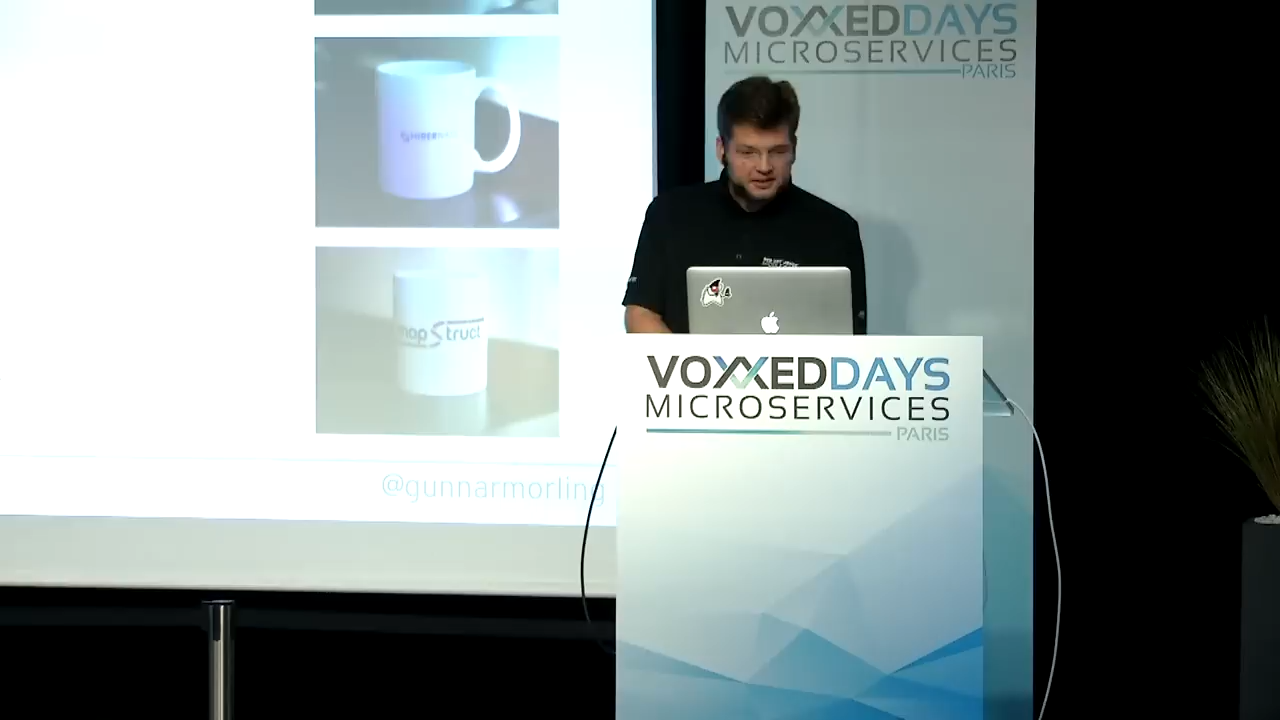 VOXXEDDAYS
MICROSERVICES
PARIS
mapStruct
VOXXEDDAYS
MICROSERVICES
PARIS
@gunnarmorling